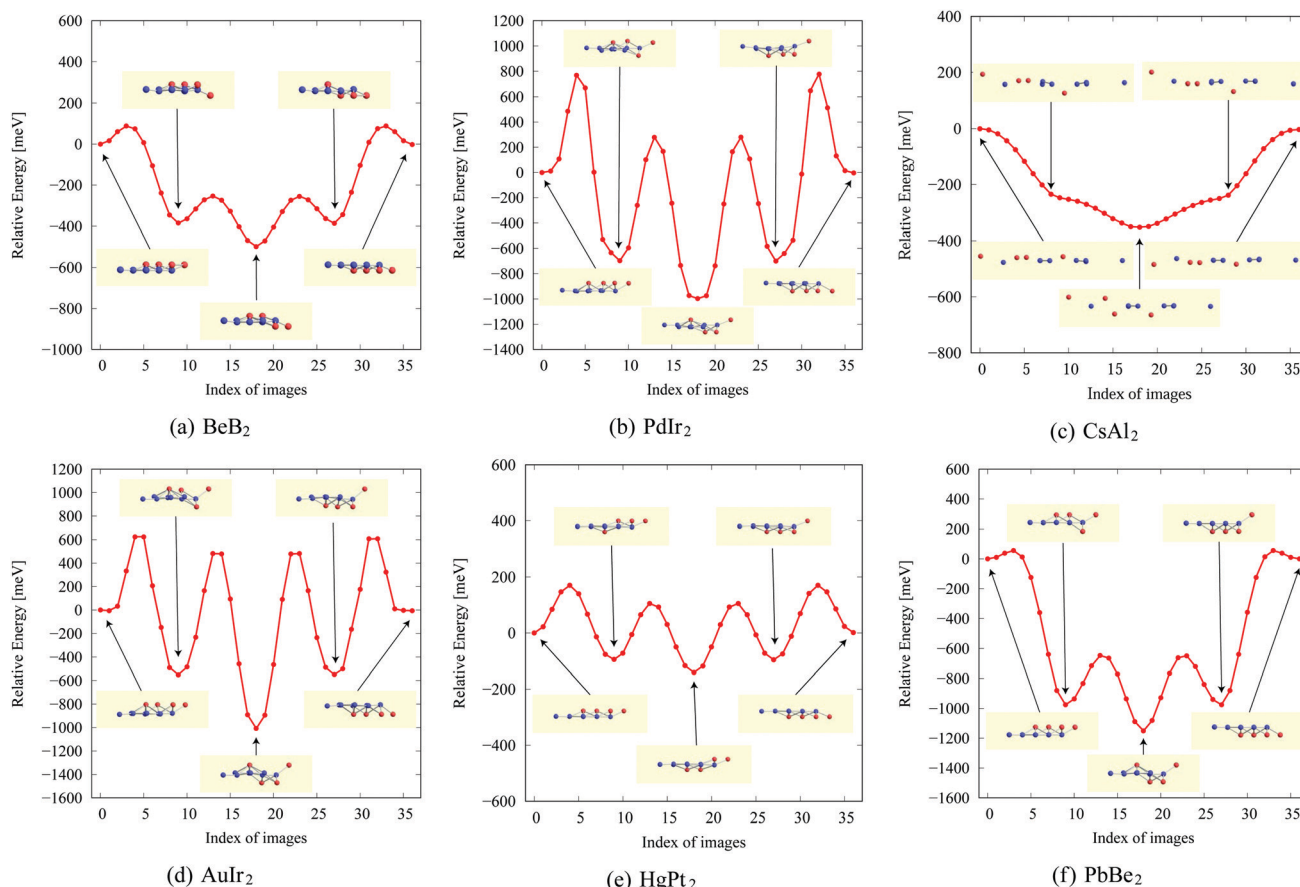 600
400
200
0
−200
−400
−600
−800
−1000
Relative Energy [meV]
0 5 10 15 20 25 30 35
Index of images
(a) BeB₂
1200
1000
800
600
400
200
0
−200
−400
−600
−800
−1000
−1200
−1400
Relative Energy [meV]
0 5 10 15 20 25 30 35
Index of images
(b) PdIr₂
400
200
0
−200
−400
−600
−800
Relative Energy [meV]
0 5 10 15 20 25 30 35
Index of images
(c) CsAl₂
1200
1000
800
600
400
200
0
−200
−400
−600
−800
−1000
−1200
−1400
−1600
Relative Energy [meV]
0 5 10 15 20 25 30 35
Index of images
(d) AuIr₂
600
400
200
0
−200
−400
−600
Relative Energy [meV]
0 5 10 15 20 25 30 35
Index of images
(e) HgPt₂
600
400
200
0
−200
−400
−600
−800
−1000
−1200
−1400
−1600
Relative Energy [meV]
0 5 10 15 20 25 30 35
Index of images
(f) PbBe₂